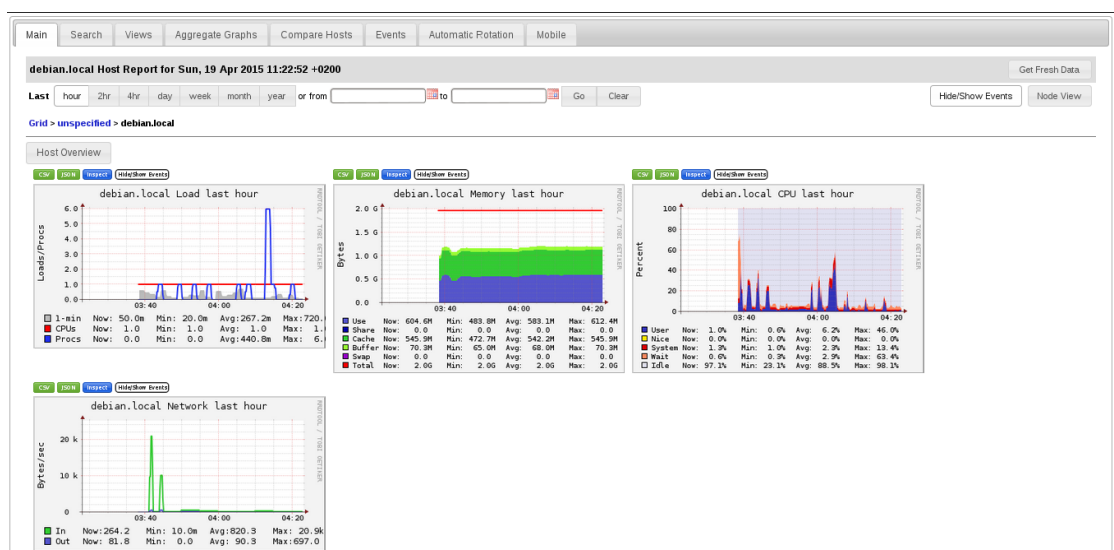 Main Search Views Aggregate Graphs Compare Hosts Events Automatic Rotation Mobile
debian.local Host Report for Sun, 19 Apr 2015 11:22:52 +0200 Get Fresh Data
Last hour 2hr 4hr day week month year or from to Go Clear Hide/Show Events Node View
Grid > unspecified > debian.local
Host Overview
CSV JSON Inspect Hide/Show Events
debian.local Load last hour
RRDTOOL / TOBI OETIKER
Loads/Procs
6.0
5.0
4.0
3.0
2.0
1.0
0.0
03:40 04:00 04:20
1-min Now: 50.0m Min: 20.0m Avg:267.2m Max:720.
CPUs Now: 1.0 Min: 1.0 Avg: 1.0 Max: 1.
Procs Now: 0.0 Min: 0.0 Avg:440.8m Max: 6.
CSV JSON Inspect Hide/Show Events
debian.local Memory last hour
RRDTOOL / TOBI OETIKER
Bytes
2.0 G
1.5 G
1.0 G
0.5 G
0.0
03:40 04:00 04:20
Use Now: 604.6M Min: 483.8M Avg: 583.1M Max: 612.4M
Share Now: 0.0 Min: 0.0 Avg: 0.0 Max: 0.0
Cache Now: 545.9M Min: 472.7M Avg: 542.2M Max: 545.9M
Buffer Now: 70.3M Min: 65.0M Avg: 68.0M Max: 70.3M
Swap Now: 0.0 Min: 0.0 Avg: 0.0 Max: 0.0
Total Now: 2.0G Min: 2.0G Avg: 2.0G Max: 2.0G
CSV JSON Inspect Hide/Show Events
debian.local CPU last hour
RRDTOOL / TOBI OETIKER
Percent
100
80
60
40
20
0
03:40 04:00 04:20
User Now: 1.0% Min: 0.6% Avg: 6.2% Max: 46.0%
Nice Now: 0.0% Min: 0.0% Avg: 0.0% Max: 0.0%
System Now: 1.3% Min: 1.0% Avg: 2.3% Max: 13.4%
Wait Now: 0.6% Min: 0.3% Avg: 2.9% Max: 63.4%
Idle Now: 97.1% Min: 23.1% Avg: 88.5% Max: 98.1%
CSV JSON Inspect Hide/Show Events
debian.local Network last hour
RRDTOOL / TOBI OETIKER
Bytes/sec
20 k
10 k
0
03:40 04:00 04:20
In Now:264.2 Min: 10.0m Avg:820.3 Max: 20.9k
Out Now: 81.8 Min: 0.0 Avg: 90.3 Max:697.0